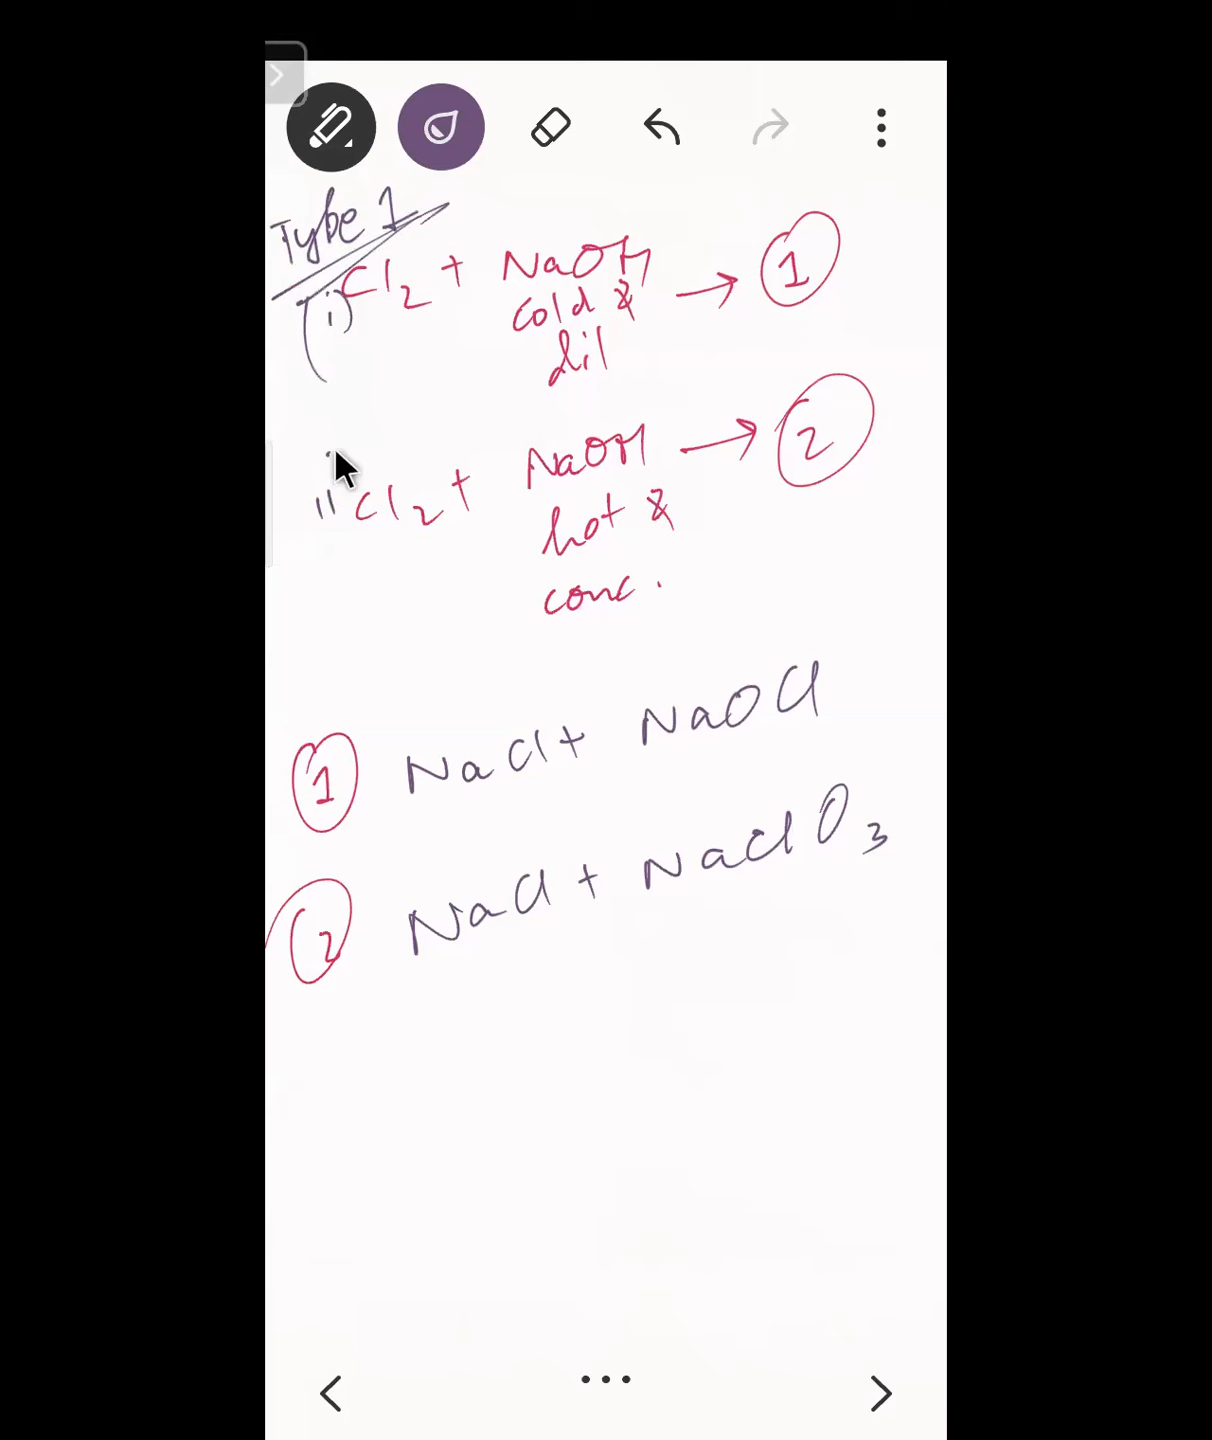 Type 1
(i) Cl2 + NaOH → 1
cold &
dil
ii Cl2 + NaOH → 2
hot &
conc.
1 NaCl + NaOCl
2 NaCl + NaClO3